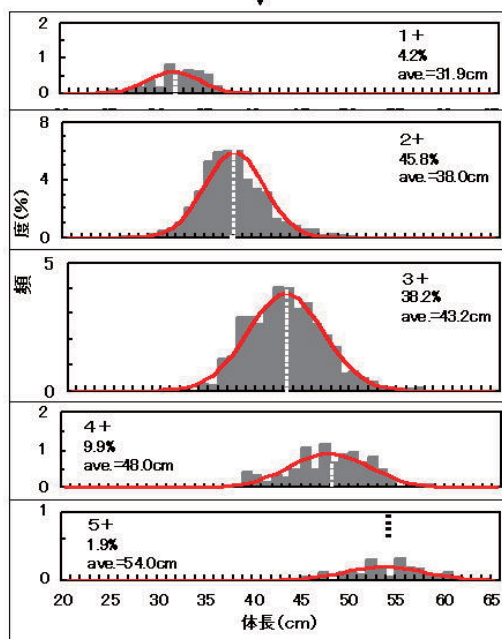 2
1
0
1+
4.2%
ave.=31.9cm
8
4
0
2+
45.8%
ave.=38.0cm
頻度(%)
5
0
3+
38.2%
ave.=43.2cm
2
1
0
4+
9.9%
ave.=48.0cm
1
0
5+
1.9%
ave.=54.0cm
20 25 30 35 40 45 50 55 60 65
体長(cm)